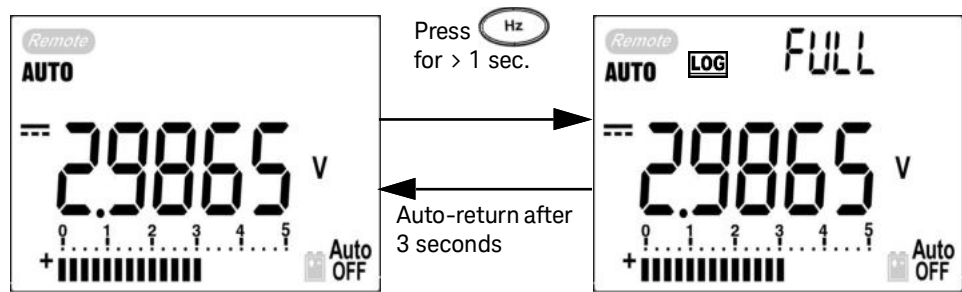 Remote
AUTO
2.9865 V
0 1 2 3 4 5
+
Auto
OFF
Press Hz
for > 1 sec.
Auto-return after
3 seconds
Remote
AUTO LOG FULL
2.9865 V
0 1 2 3 4 5
+
Auto
OFF